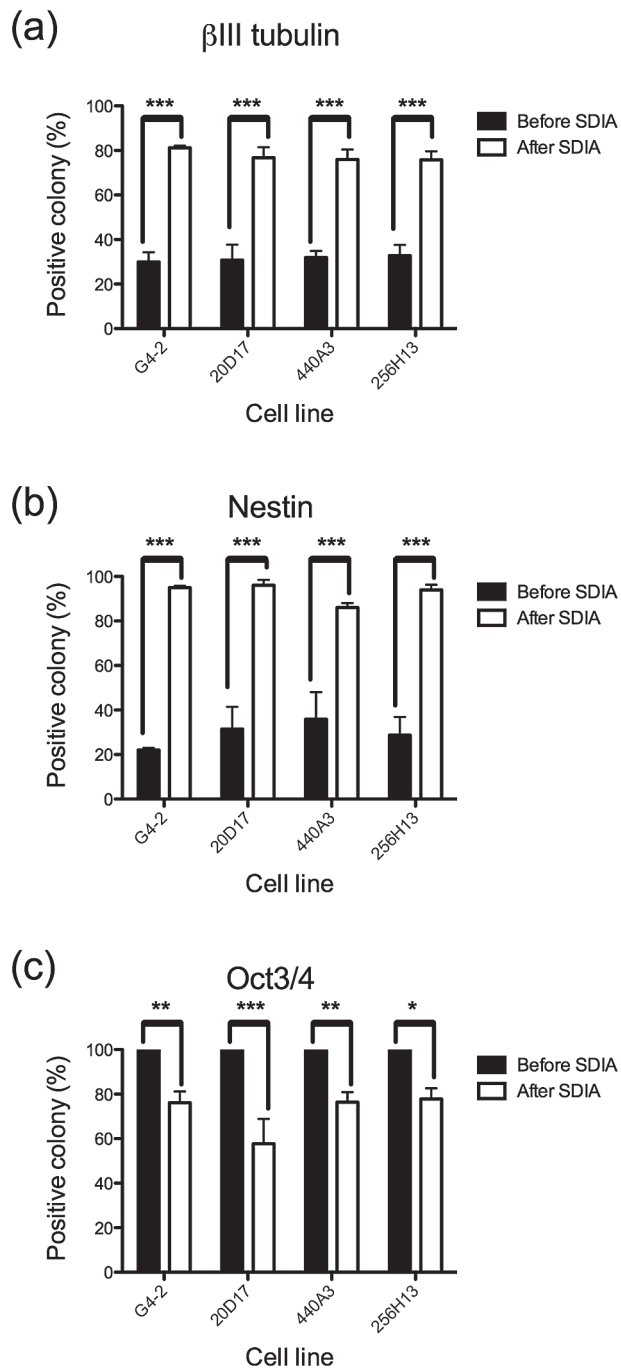 (a)
βIII tubulin
*** *** *** ***
Before SDIA
After SDIA
Positive colony (%)
100
80
60
40
20
0
G4-2 20D17 440A3 256H13
Cell line
(b)
Nestin
*** *** *** ***
Before SDIA
After SDIA
Positive colony (%)
100
80
60
40
20
0
G4-2 20D17 440A3 256H13
Cell line
(c)
Oct3/4
** *** ** *
Before SDIA
After SDIA
Positive colony (%)
100
80
60
40
20
0
G4-2 20D17 440A3 256H13
Cell line